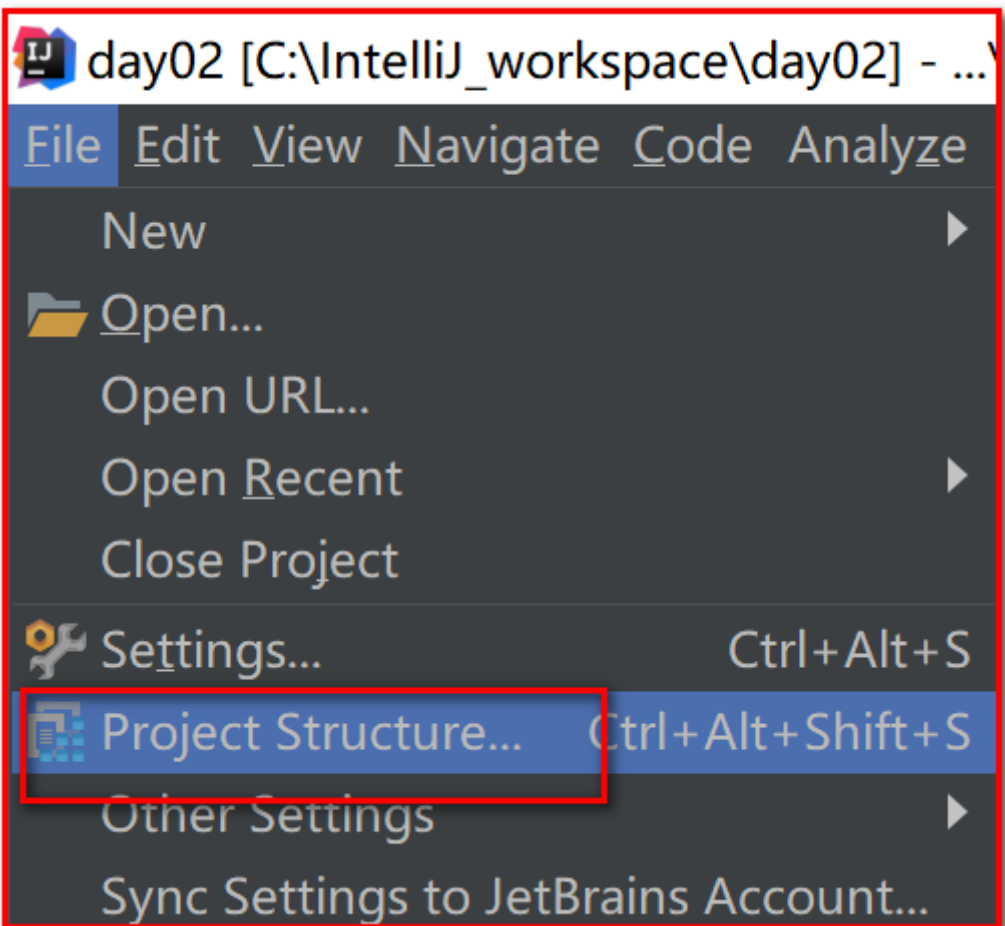 IJ
day02 [C:\IntelliJ_workspace\day02] - ...\
File Edit View Navigate Code Analyze
New
Open...
Open URL...
Open Recent
Close Project
Settings... Ctrl+Alt+S
Project Structure... Ctrl+Alt+Shift+S
Other Settings
Sync Settings to JetBrains Account...